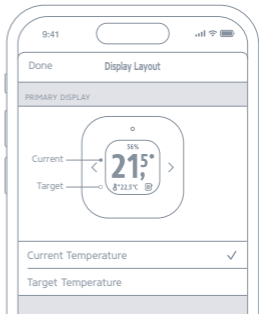 9:41
Done Display Layout
PRIMARY DISPLAY
56%
Current
21,5°
Target
22,5°C
Current Temperature
Target Temperature